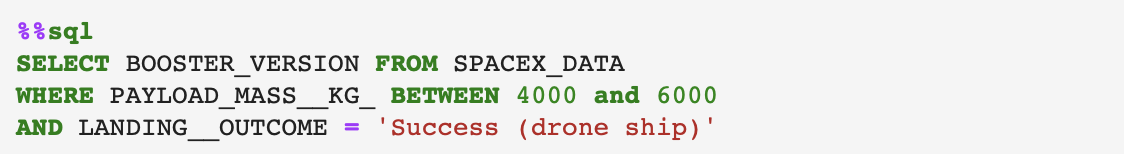 %%sql
SELECT BOOSTER_VERSION FROM SPACEX_DATA
WHERE PAYLOAD_MASS__KG_ BETWEEN 4000 and 6000
AND LANDING__OUTCOME = 'Success (drone ship)'